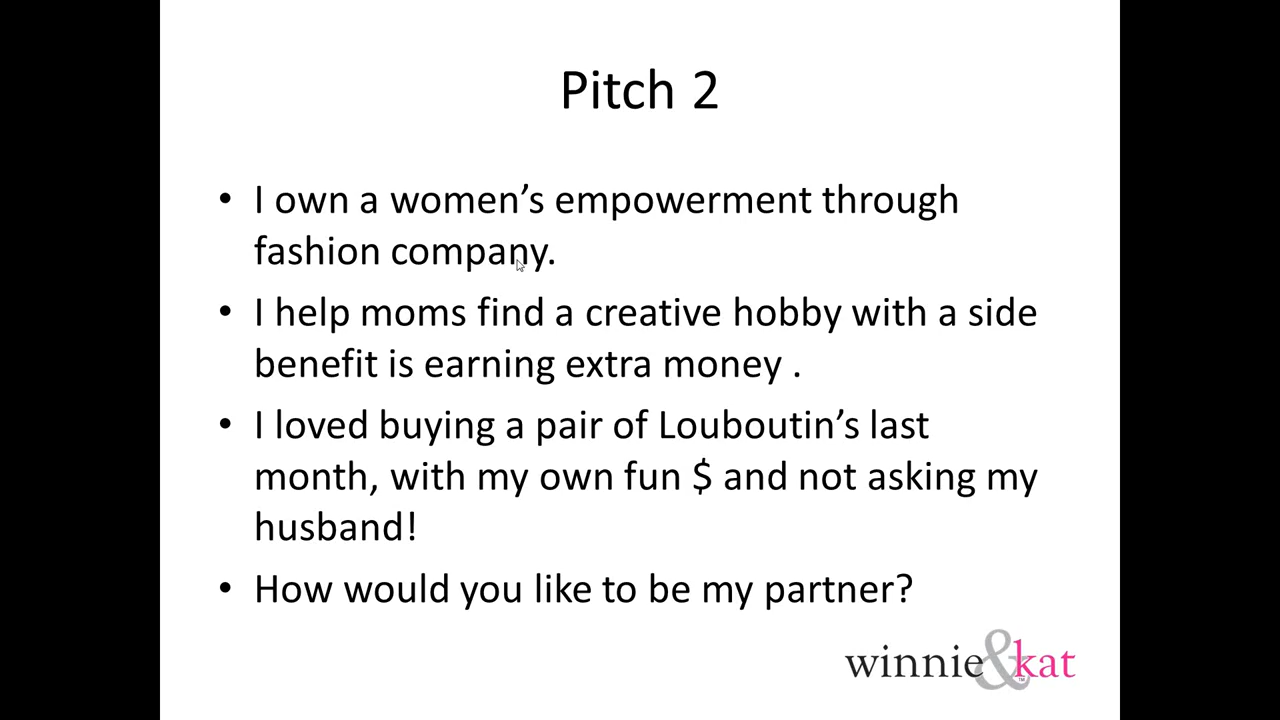 Pitch 2
• I own a women’s empowerment through
fashion company.
• I help moms find a creative hobby with a side
benefit is earning extra money .
• I loved buying a pair of Louboutin’s last
month, with my own fun $ and not asking my
husband!
• How would you like to be my partner?
winnie&kat™